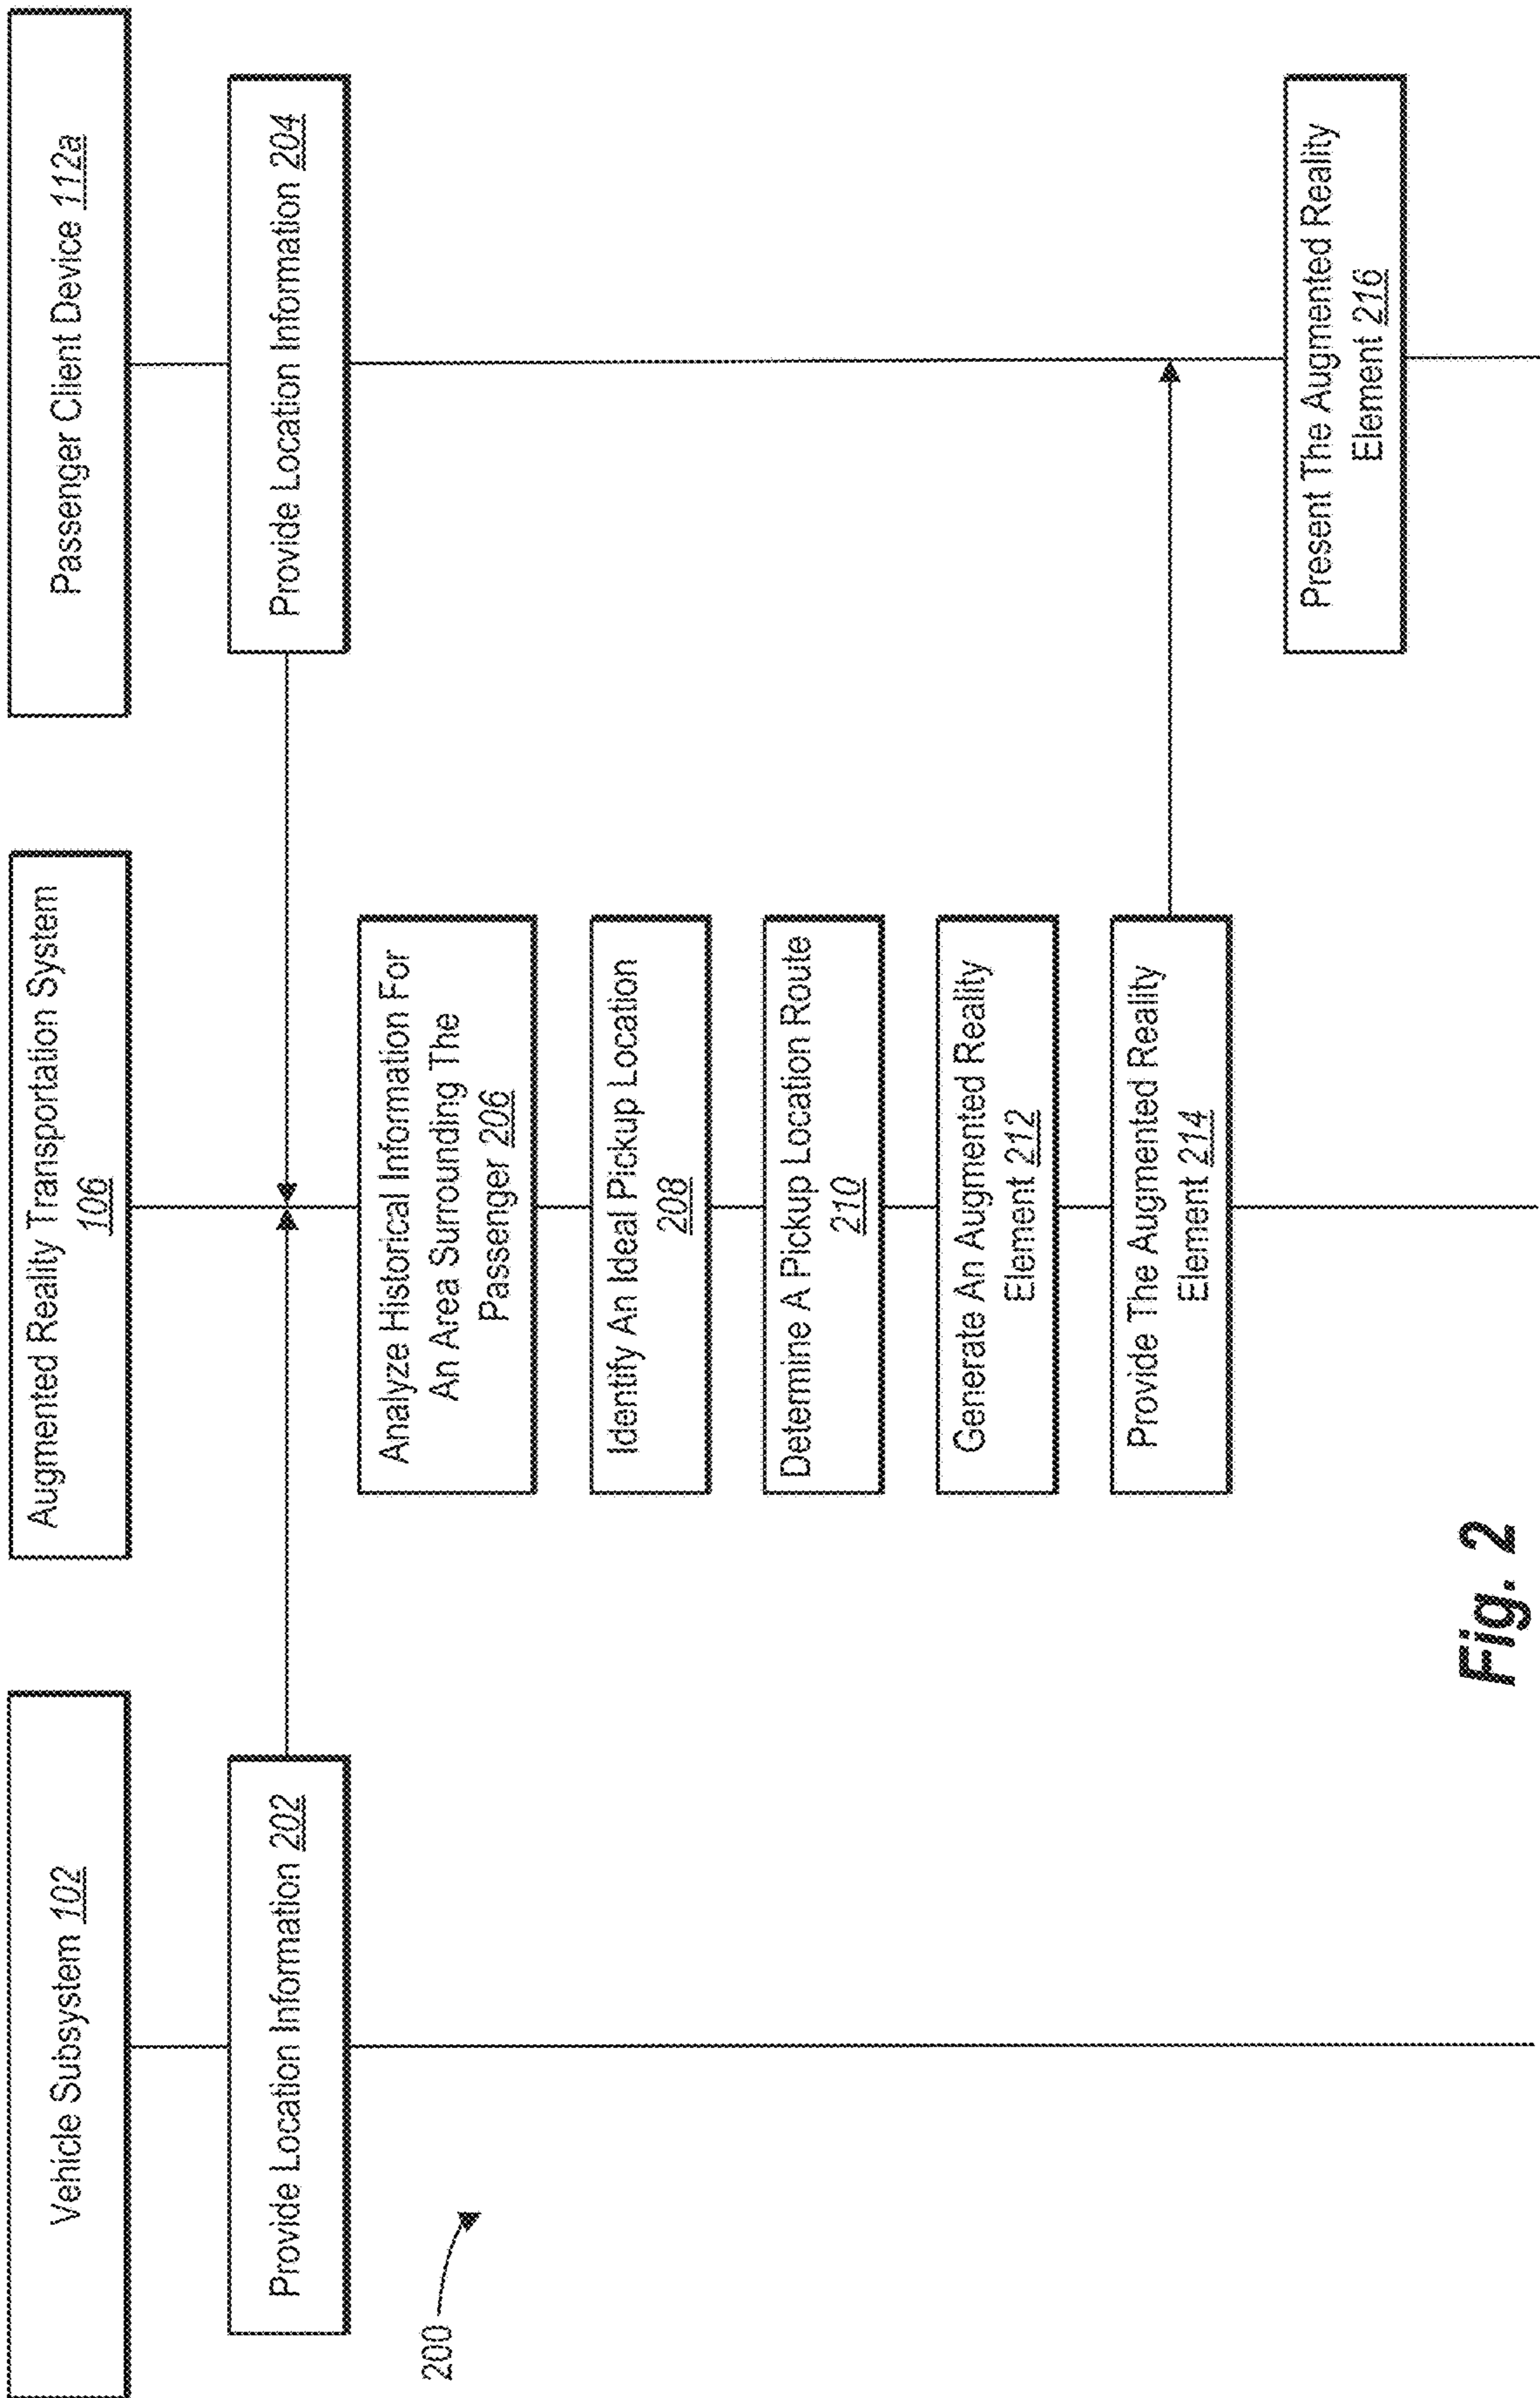 Vehicle Subsystem 102
Augmented Reality Transportation System
106
Passenger Client Device 112a
Provide Location Information 202
Provide Location Information 204
Analyze Historical Information For
An Area Surrounding The
Passenger 206
Identify An Ideal Pickup Location
208
Determine A Pickup Location Route
210
Generate An Augmented Reality
Element 212
Provide The Augmented Reality
Element 214
Present The Augmented Reality
Element 216
200
Fig. 2